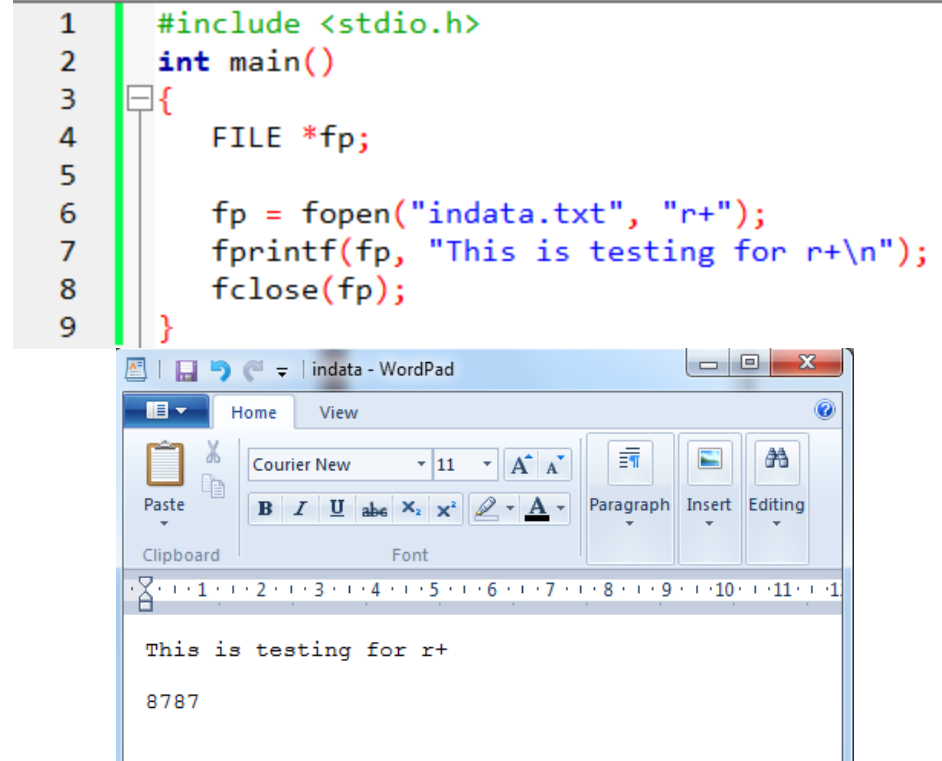 1 #include <stdio.h>
2 int main()
3 {
4 FILE *fp;
5
6 fp = fopen("indata.txt", "r+");
7 fprintf(fp, "This is testing for r+\n");
8 fclose(fp);
9 }
indata - WordPad
Home View
Courier New 11 A A
Paste B I U abc X₂ X² A Paragraph Insert Editing
Clipboard Font
1 2 3 4 5 6 7 8 9 10 11
This is testing for r+
8787